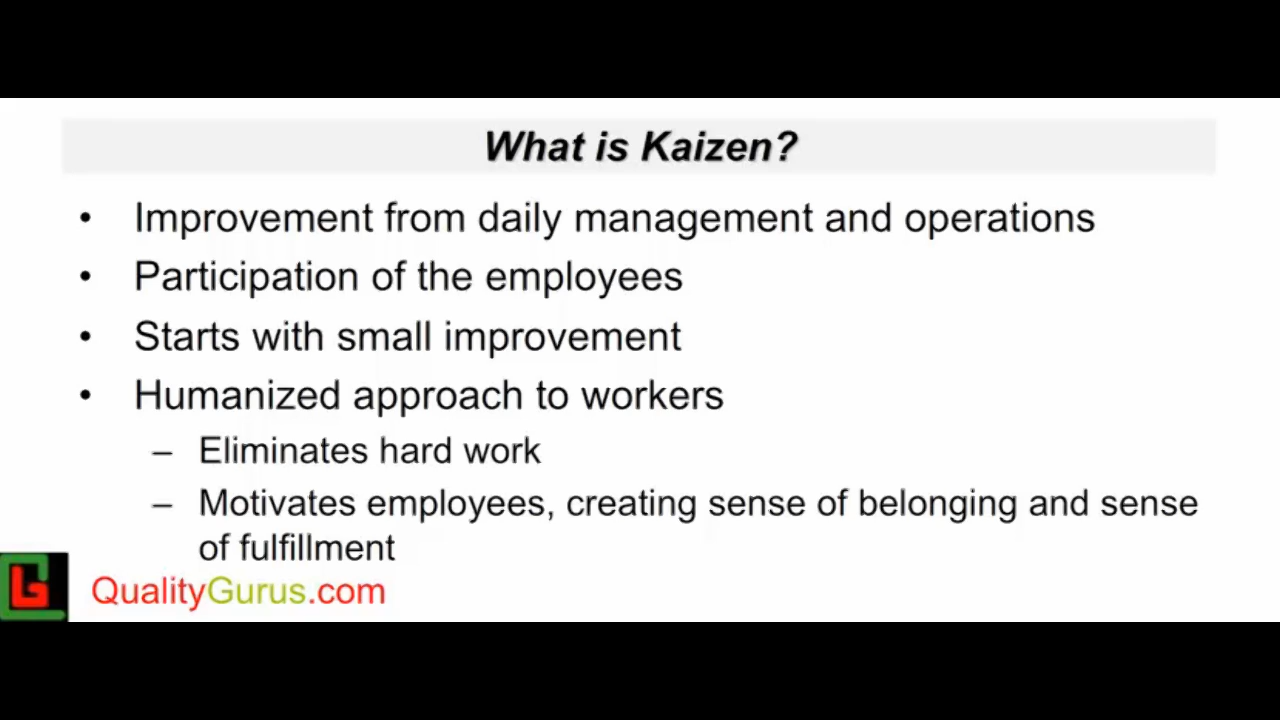 What is Kaizen?
• Improvement from daily management and operations
• Participation of the employees
• Starts with small improvement
• Humanized approach to workers
– Eliminates hard work
– Motivates employees, creating sense of belonging and sense
of fulfillment
QualityGurus.com